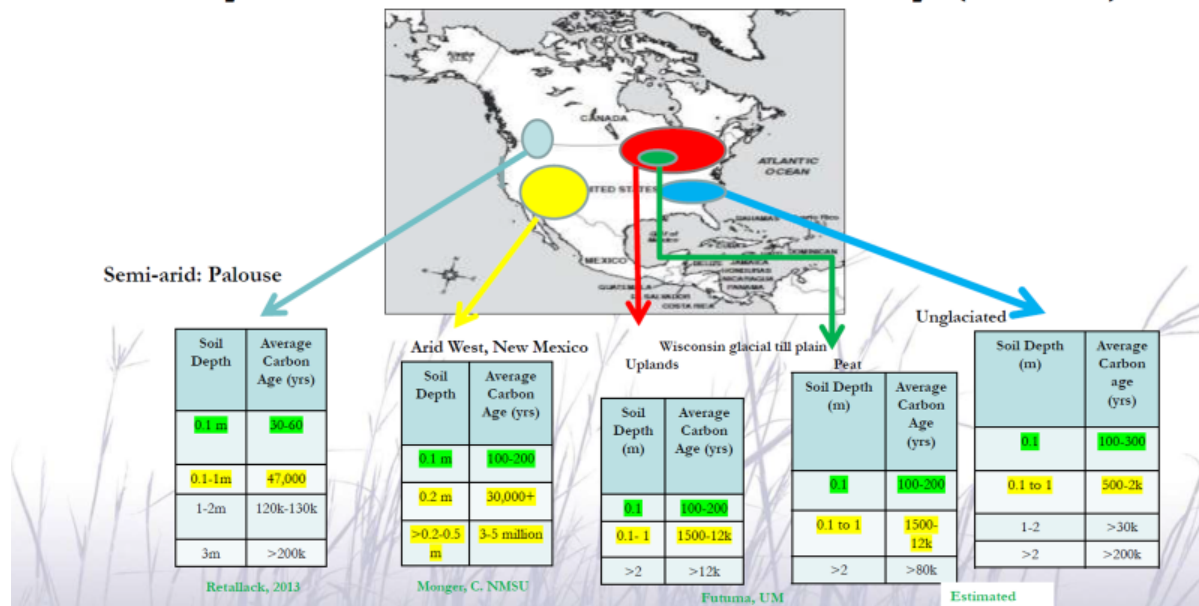 CANADA
ATLANTIC
OCEAN
MEXICO
Semi-arid: Palouse
Soil Depth
Average Carbon Age (yrs)
0.1 m
30-60
0.1-1m
47,000
1-2m
120k-130k
3m
>200k
Retallack, 2013
Arid West, New Mexico
Soil Depth
Average Carbon Age (yrs)
0.1 m
100-200
0.2 m
30,000+
>0.2-0.5 m
3-5 million
Monger, C. NMSU
Wisconsin glacial till plain
Uplands
Soil Depth (m)
Average Carbon Age (yrs)
0.1
100-200
0.1- 1
1500-12k
>2
>12k
Peat
Soil Depth (m)
Average Carbon Age (yrs)
0.1
100-200
0.1 to 1
1500-12k
>2
>80k
Futuma, UM
Unglaciated
Soil Depth (m)
Average Carbon age (yrs)
0.1
100-300
0.1 to 1
500-2k
1-2
>30k
>2
>200k
Estimated